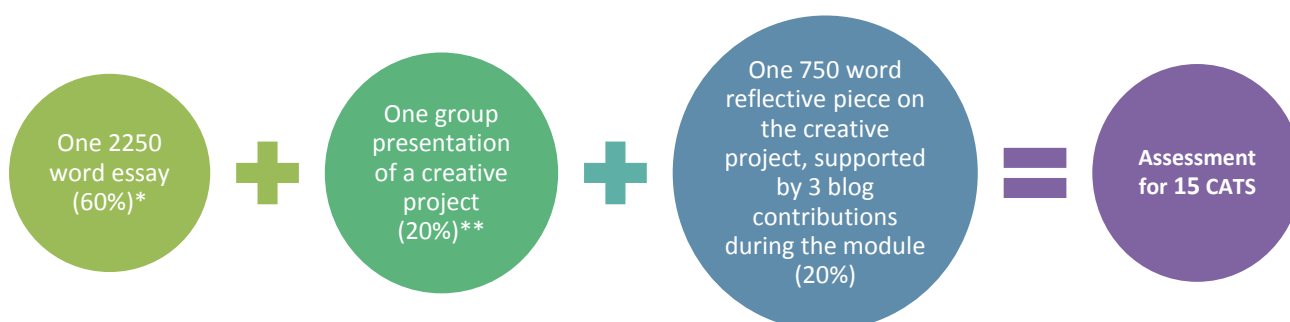 One 2250
word essay
(60%)*
One group
presentation
of a creative
project
(20%)**
One 750 word
reflective piece on
the creative
project, supported
by 3 blog
contributions
during the module
(20%)
Assessment
for 15 CATS